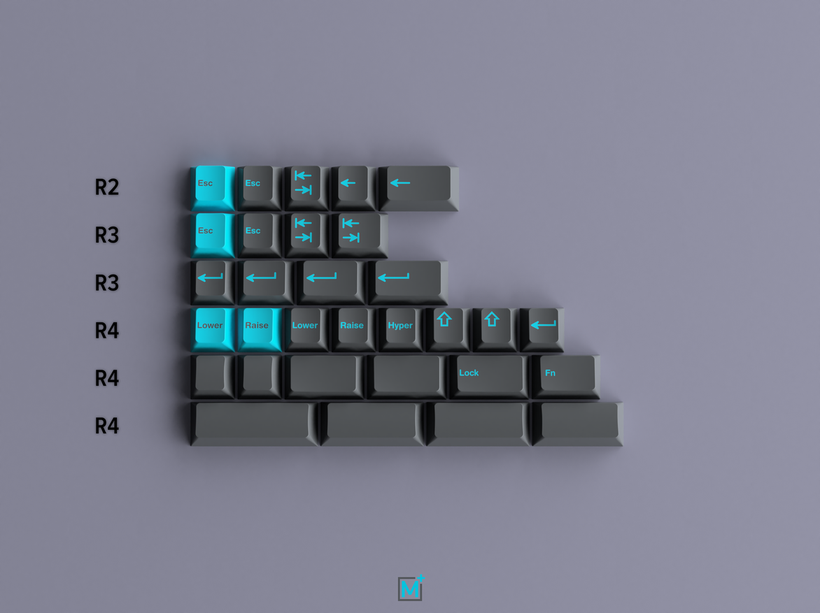 R2 Esc Esc
R3 Esc Esc
R3
R4 Lower Raise Lower Raise Hyper
R4 Lock Fn
R4
M